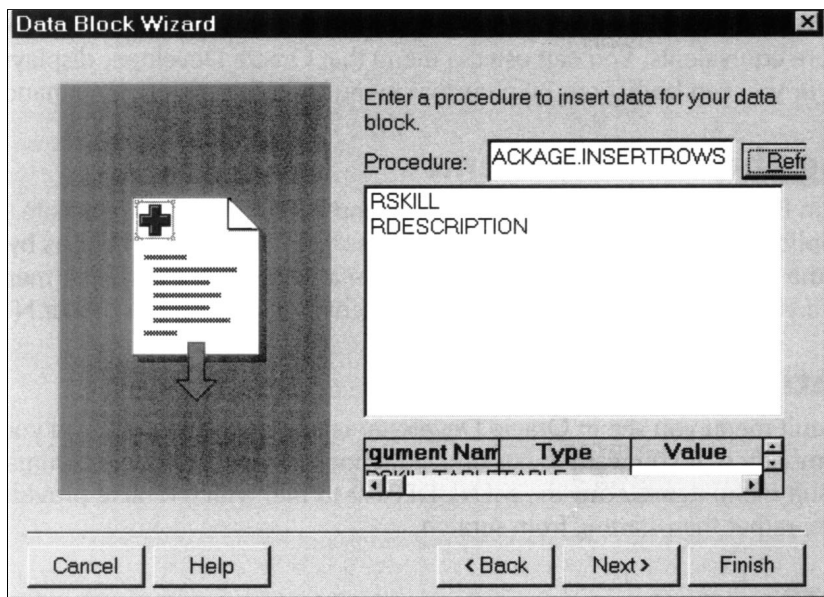 Data Block Wizard
Enter a procedure to insert data for your data
block.
Procedure: ACKAGE.INSERTROWS Refr
RSKILL
RDESCRIPTION
rgument Nam Type Value
Cancel Help < Back Next > Finish